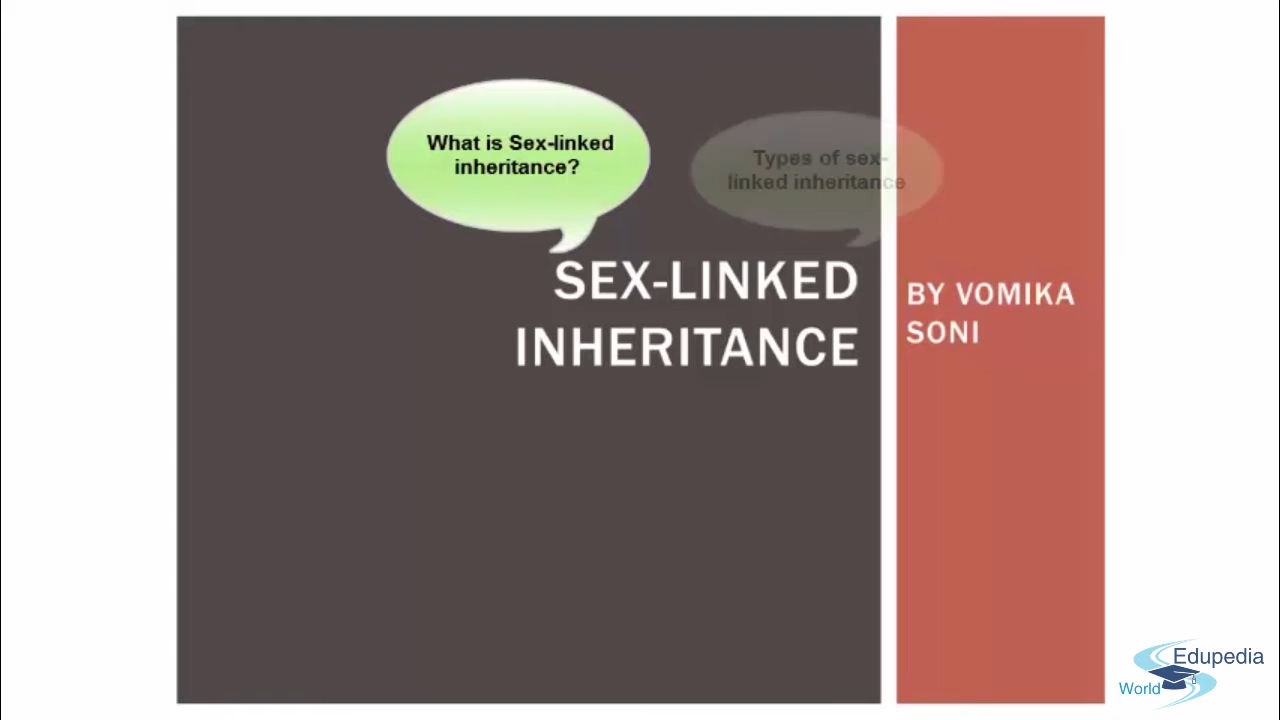 What is Sex-linked
inheritance?
Types of sex-
linked inheritance
SEX-LINKED
INHERITANCE
BY VOMIKA
SONI
Edupedia
World